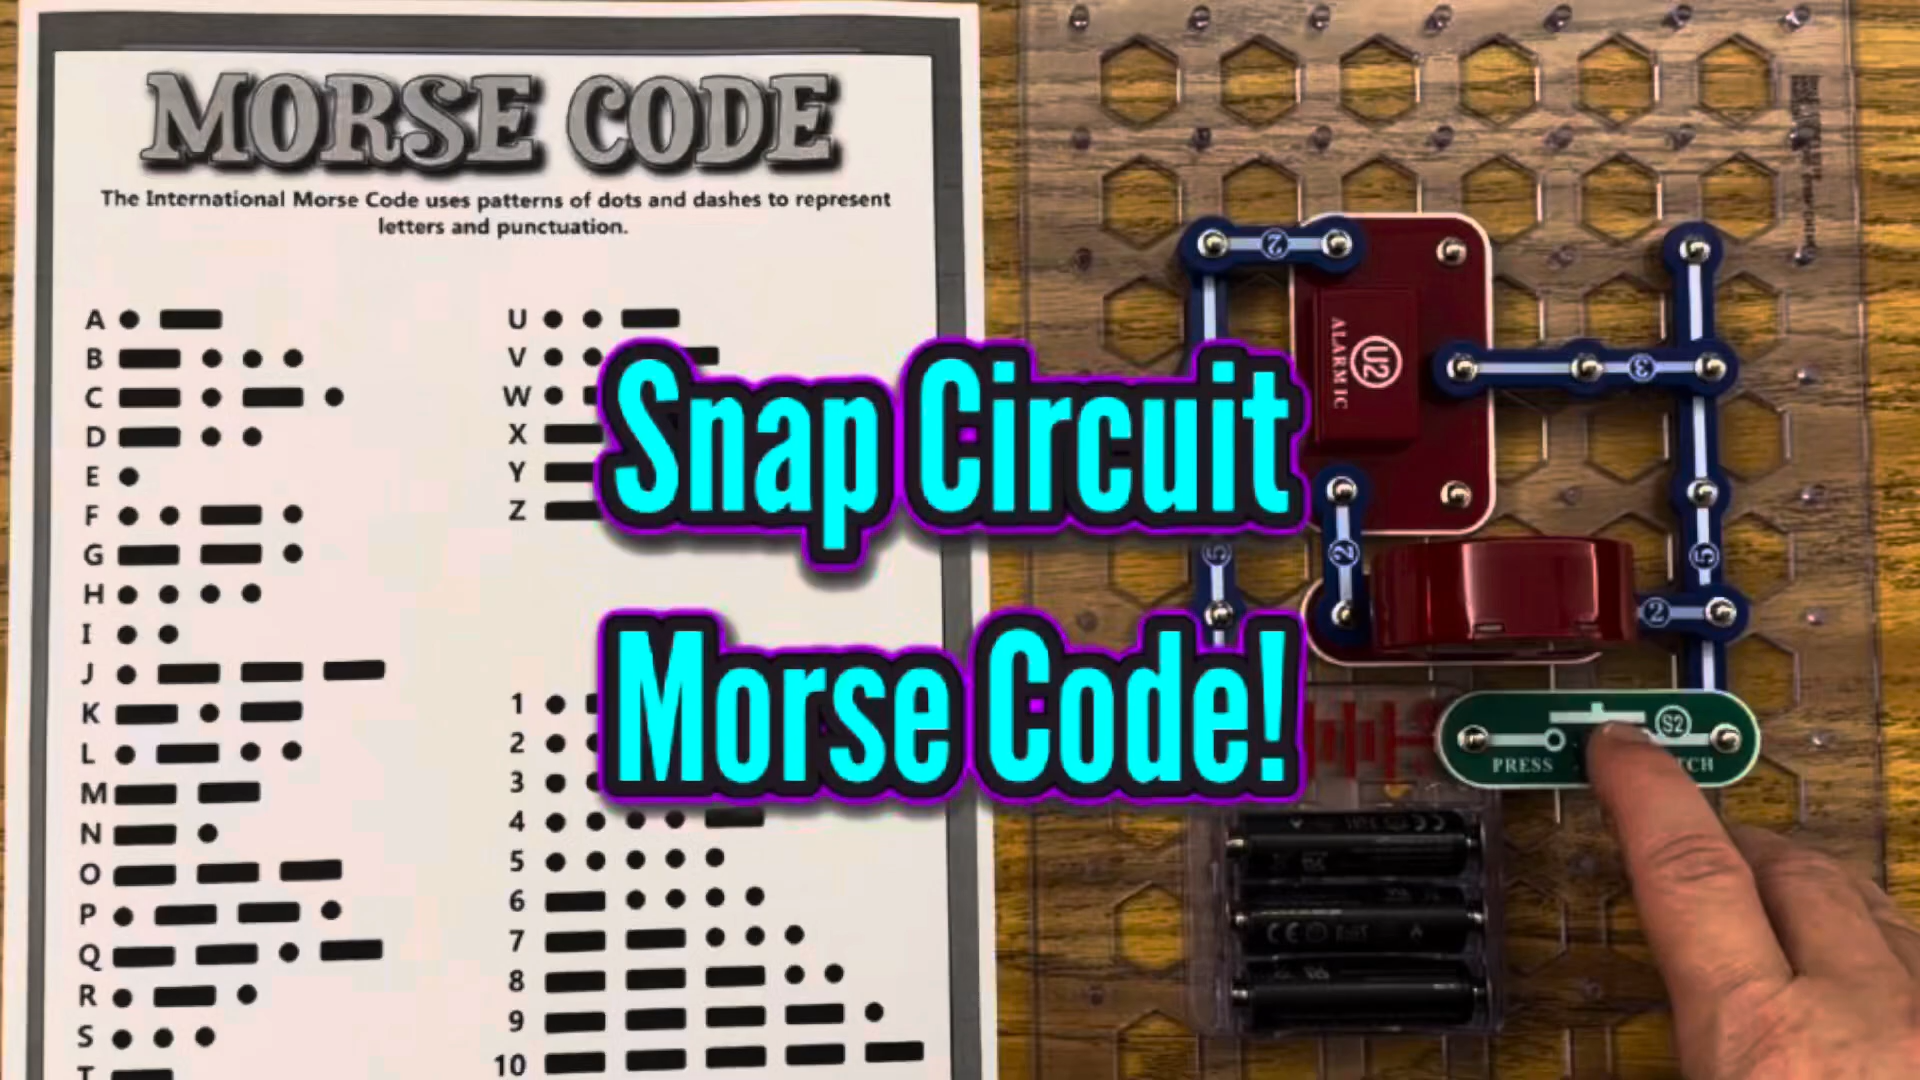 MORSE CODE
The International Morse Code uses patterns of dots and dashes to represent
letters and punctuation.
A
B
C
D
E
F
G
H
I
J
K
L
M
N
O
P
Q
R
S
T
U
V
W
X
Y
Z
1
2
3
4
5
6
7
8
9
10
Snap Circuit
Morse Code!
2
U2
ALARM IC
3
2
5
5
2
S2
PRESS